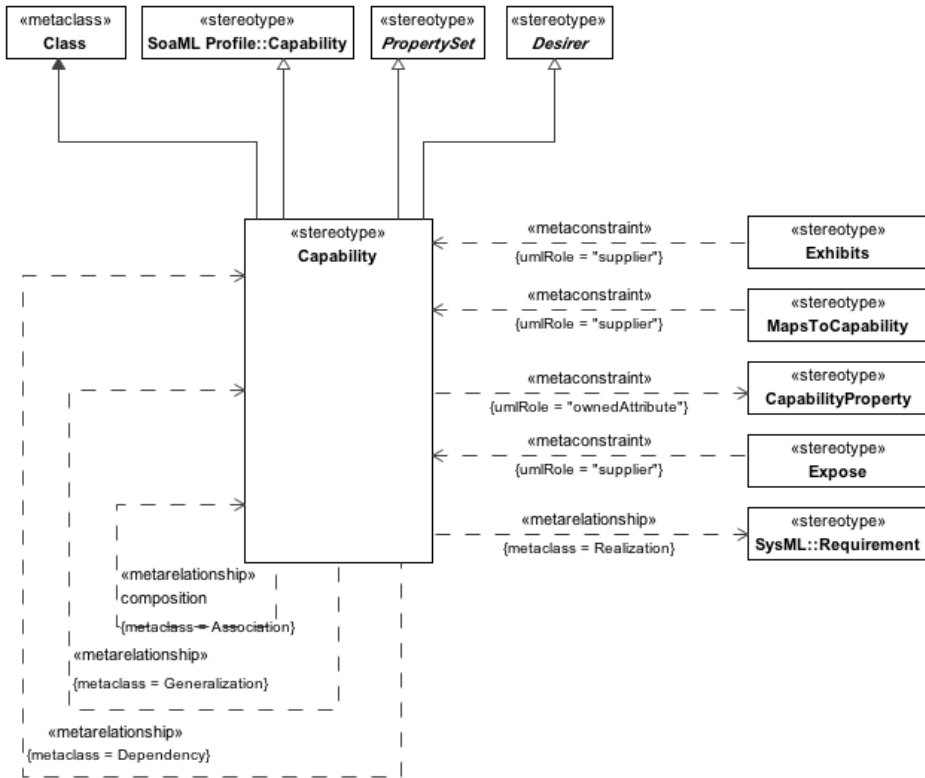 «metaclass»
Class
«stereotype»
SoaML Profile::Capability
«stereotype»
PropertySet
«stereotype»
Desirer
«stereotype»
Capability
«metaconstraint»
{umlRole = "supplier"}
«stereotype»
Exhibits
«metaconstraint»
{umlRole = "supplier"}
«stereotype»
MapsToCapability
«metaconstraint»
{umlRole = "ownedAttribute"}
«stereotype»
CapabilityProperty
«metaconstraint»
{umlRole = "supplier"}
«stereotype»
Expose
«metarelationship»
{metaclass = Realization}
«stereotype»
SysML::Requirement
«metarelationship»
composition
{metaclass = Association}
«metarelationship»
{metaclass = Generalization}
«metarelationship»
{metaclass = Dependency}